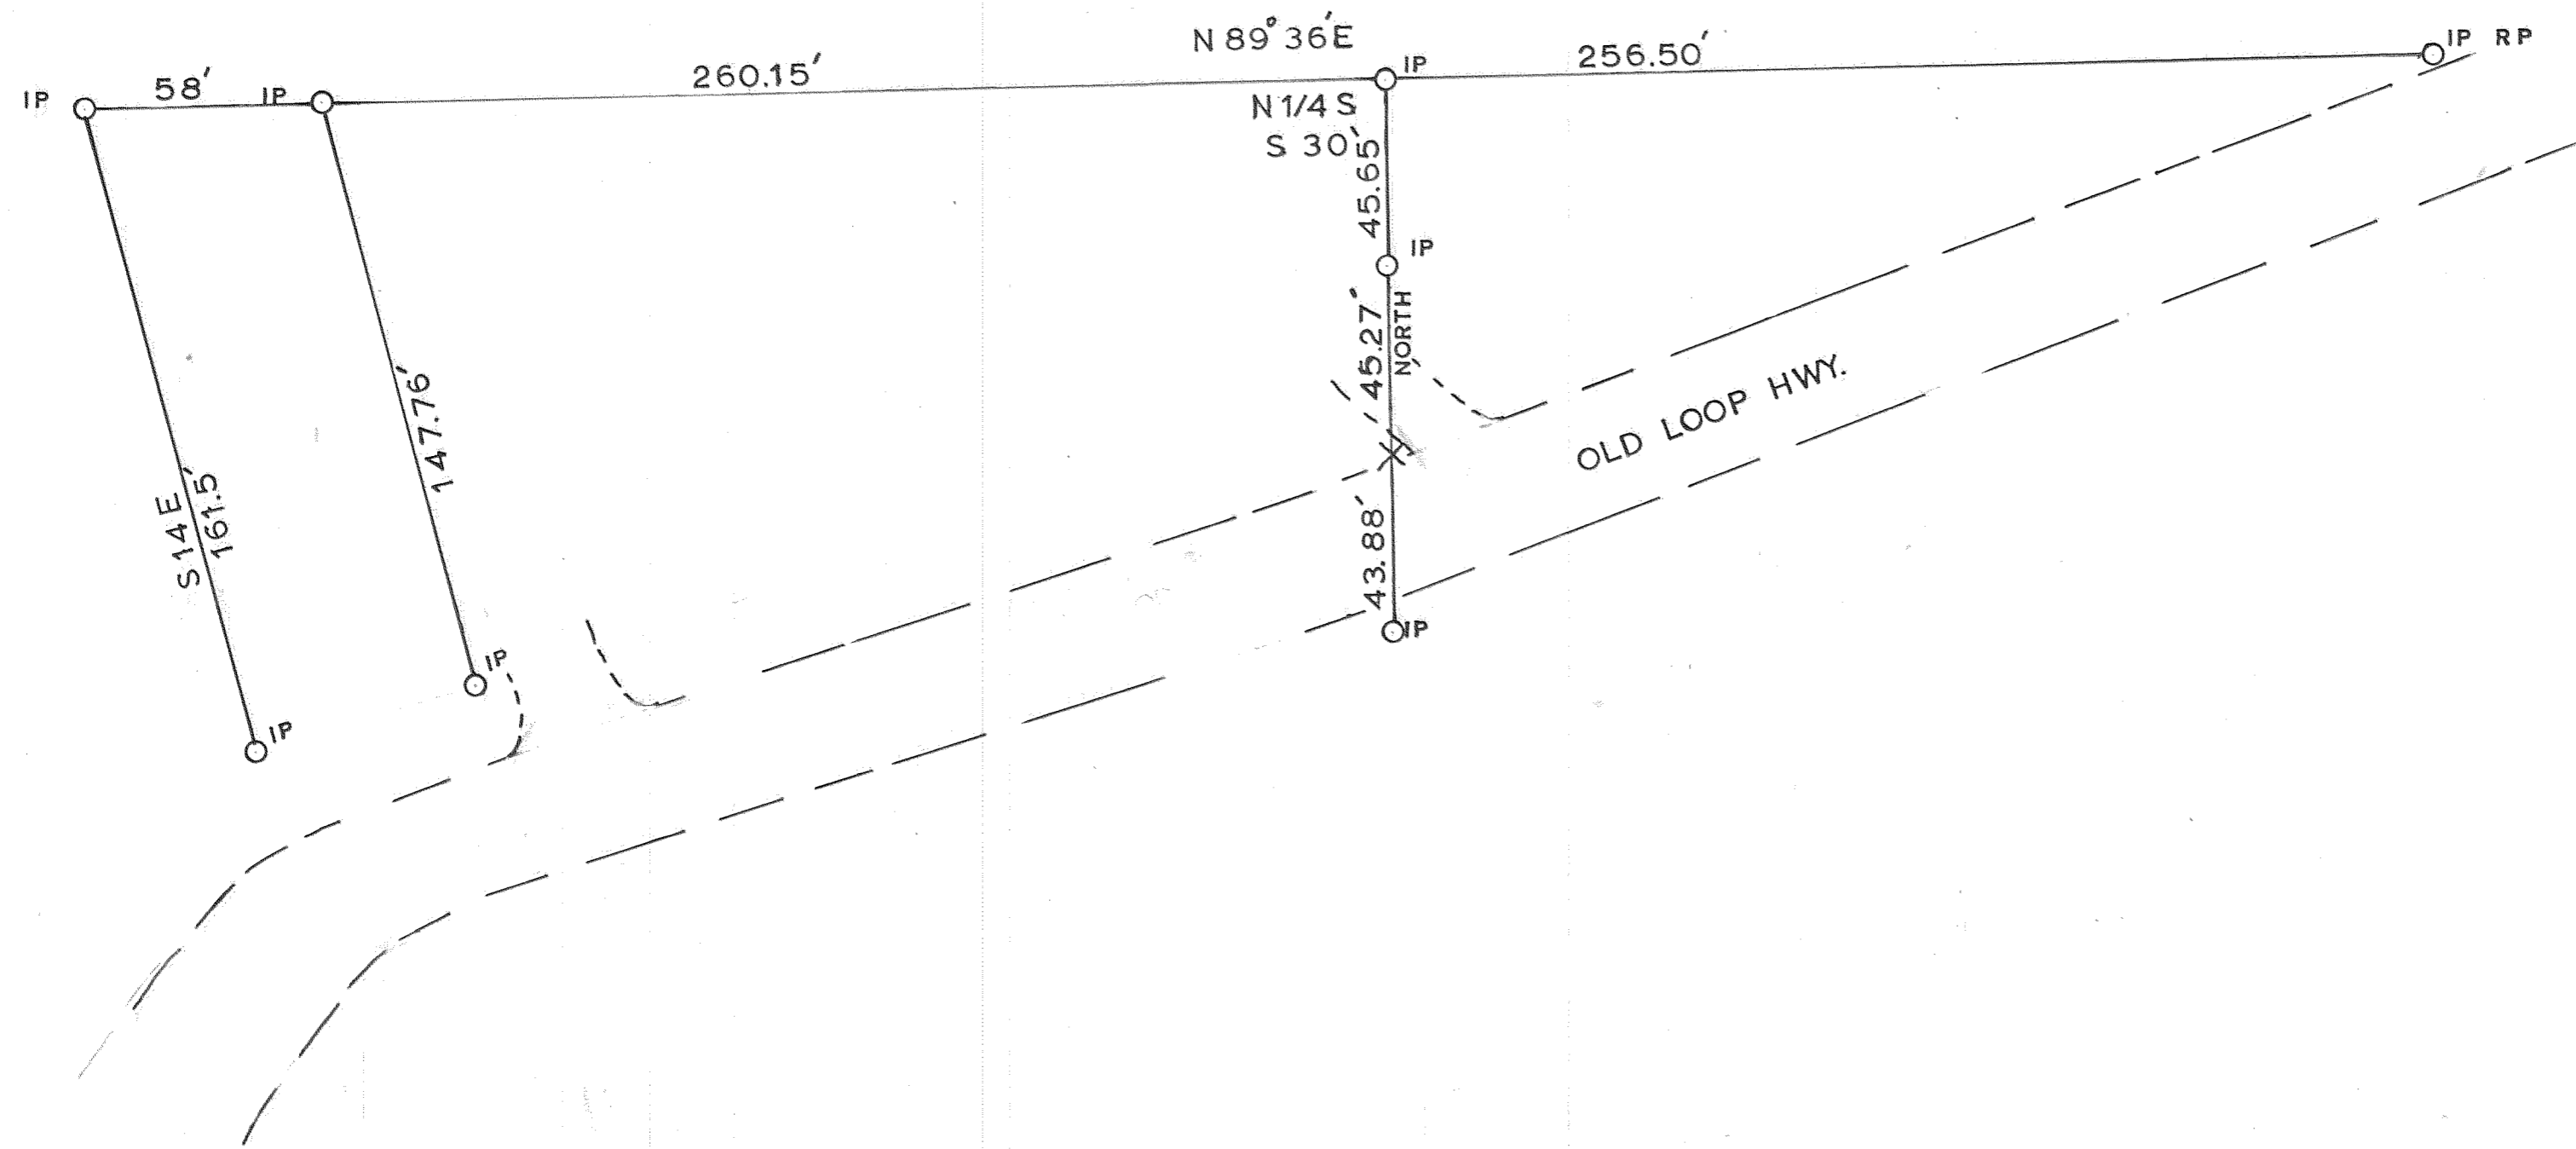 N 89° 36' E
58'
260.15'
256.50'
IP
IP
IP
IP RP
N 1/4 S
S 30'
45.65
IP
45.27'
NORTH
147.76'
S 14 E
161.5'
OLD LOOP HWY.
43.88'
IP
IP
IP